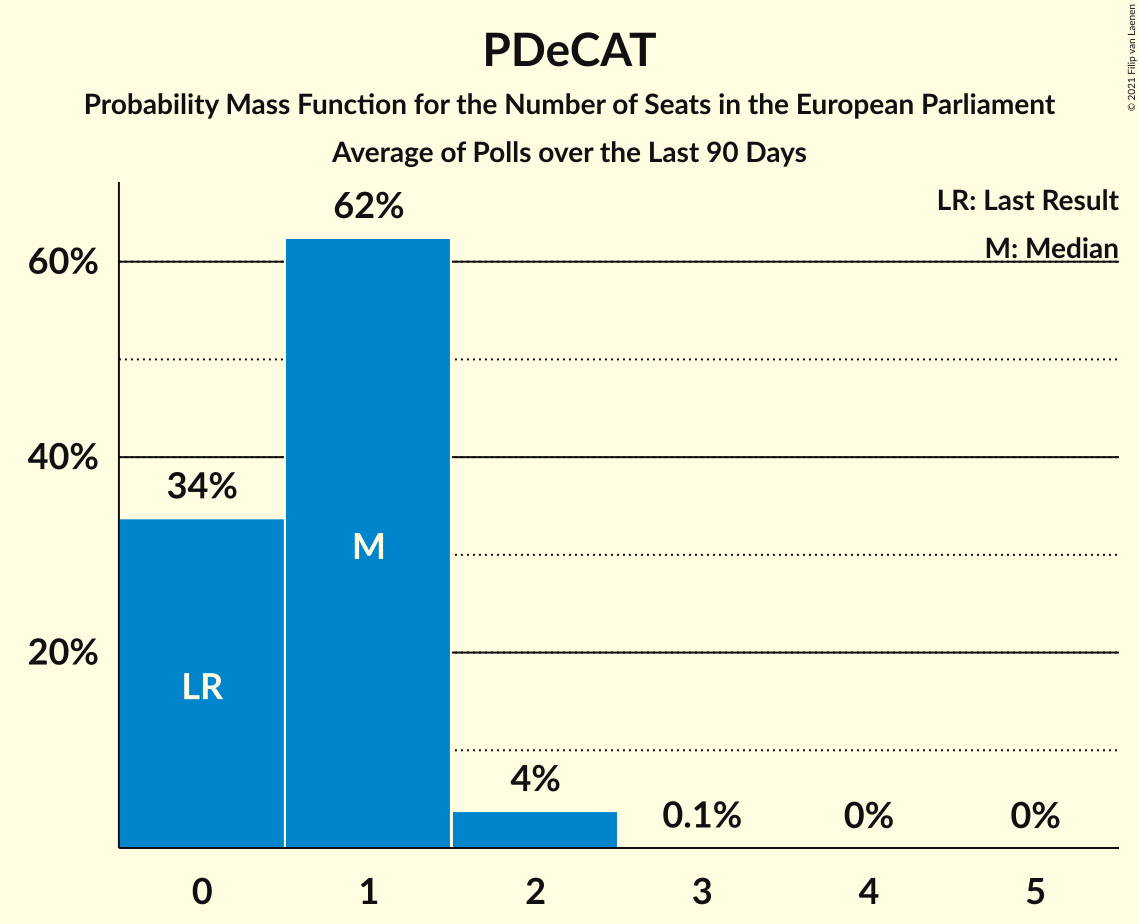 PDeCAT
Probability Mass Function for the Number of Seats in the European Parliament
Average of Polls over the Last 90 Days
© 2021 Filip van Laenen
LR: Last Result
M: Median
62%
60%
40%
34%
M
20%
LR
4%
0.1%
0%
0%
0
1
2
3
4
5